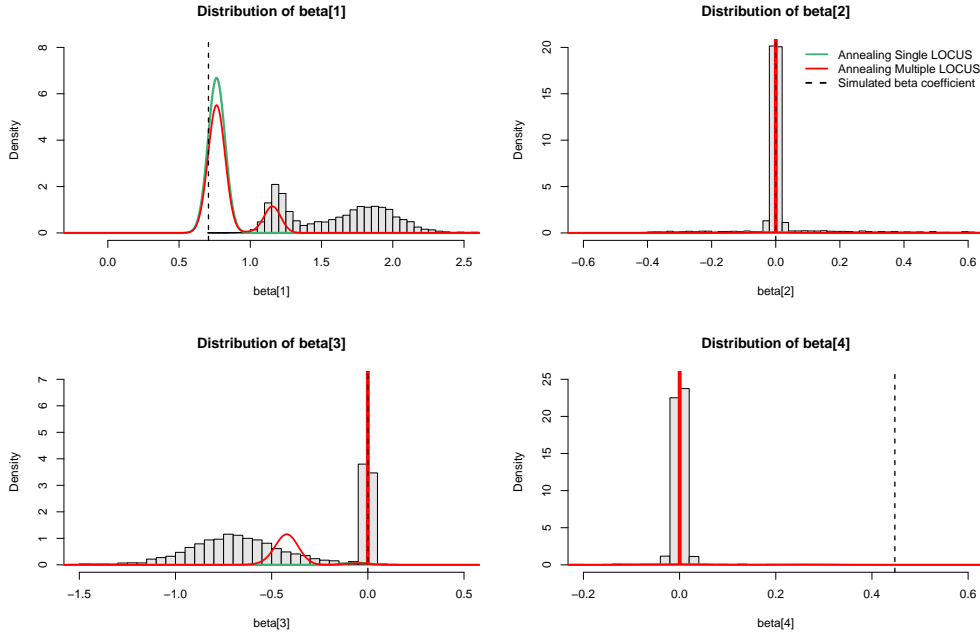 Distribution of beta[1]
Density
0 2 4 6 8
0.0 0.5 1.0 1.5 2.0 2.5
beta[1]
Distribution of beta[2]
Density
0 5 10 15 20
−0.6 −0.4 −0.2 0.0 0.2 0.4 0.6
beta[2]
Annealing Single LOCUS
Annealing Multiple LOCUS
Simulated beta coefficient
Distribution of beta[3]
Density
0 1 2 3 4 5 6 7
−1.5 −1.0 −0.5 0.0 0.5
beta[3]
Distribution of beta[4]
Density
0 5 10 15 20 25
−0.2 0.0 0.2 0.4 0.6
beta[4]